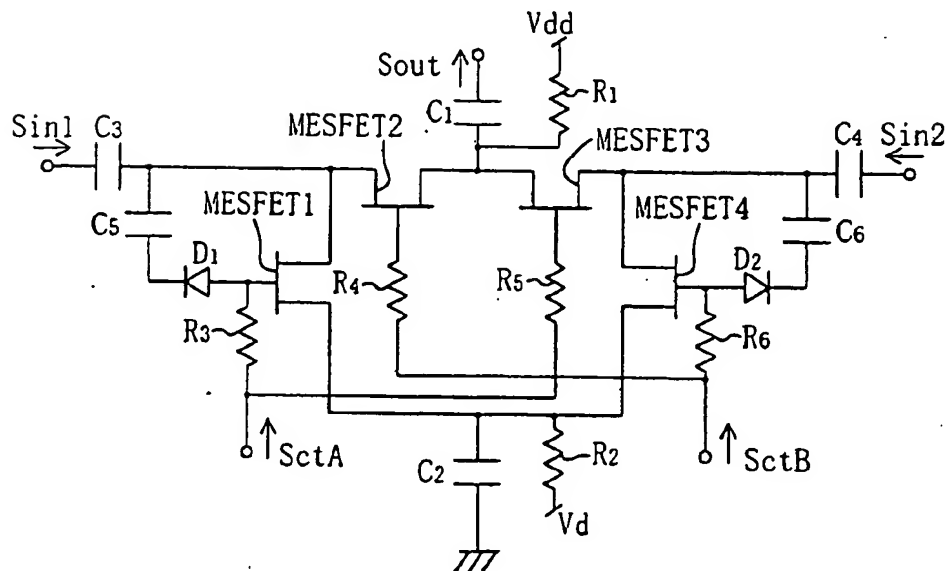 Vdd
Sout
R1
C1
Sin1
C3
MESFET2
MESFET3
C4
Sin2
MESFET1
MESFET4
C5
C6
D1
D2
R4
R5
R3
R6
SctA
C2
R2
SctB
Vd